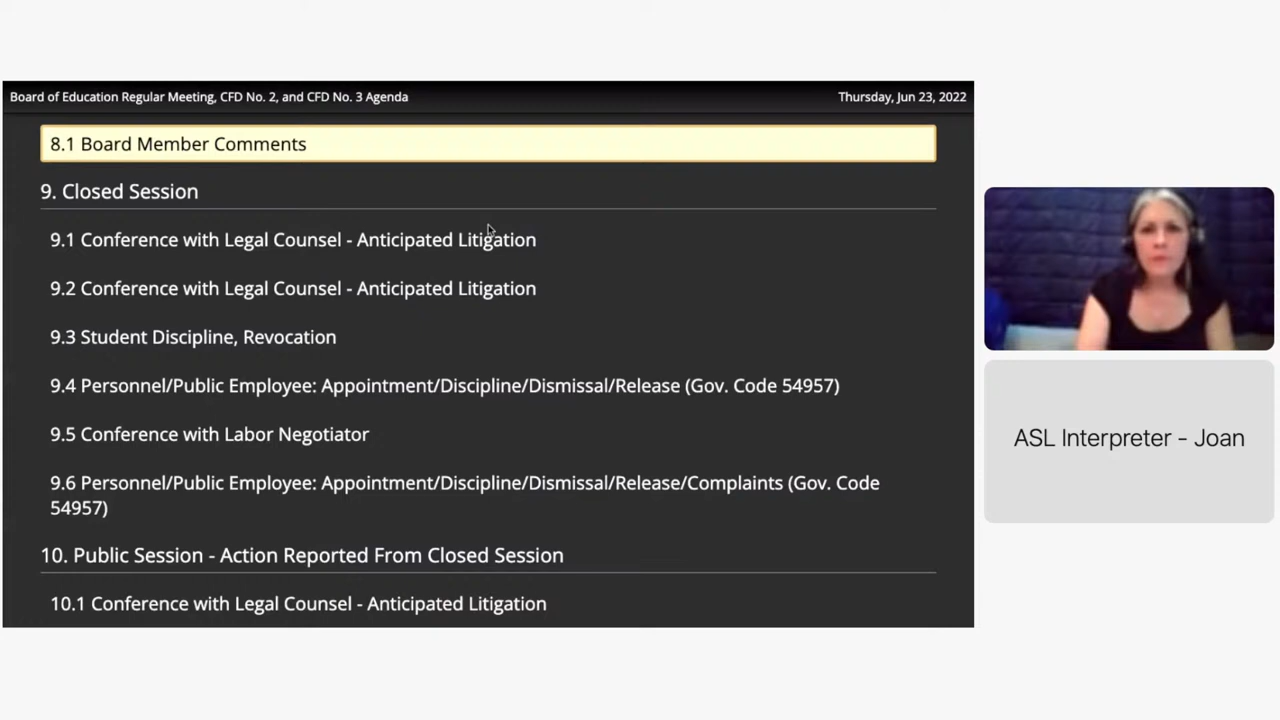 Board of Education Regular Meeting, CFD No. 2, and CFD No. 3 Agenda
Thursday, Jun 23, 2022
8.1 Board Member Comments
9. Closed Session
9.1 Conference with Legal Counsel - Anticipated Litigation
9.2 Conference with Legal Counsel - Anticipated Litigation
9.3 Student Discipline, Revocation
9.4 Personnel/Public Employee: Appointment/Discipline/Dismissal/Release (Gov. Code 54957)
9.5 Conference with Labor Negotiator
9.6 Personnel/Public Employee: Appointment/Discipline/Dismissal/Release/Complaints (Gov. Code
54957)
10. Public Session - Action Reported From Closed Session
10.1 Conference with Legal Counsel - Anticipated Litigation
ASL Interpreter - Joan